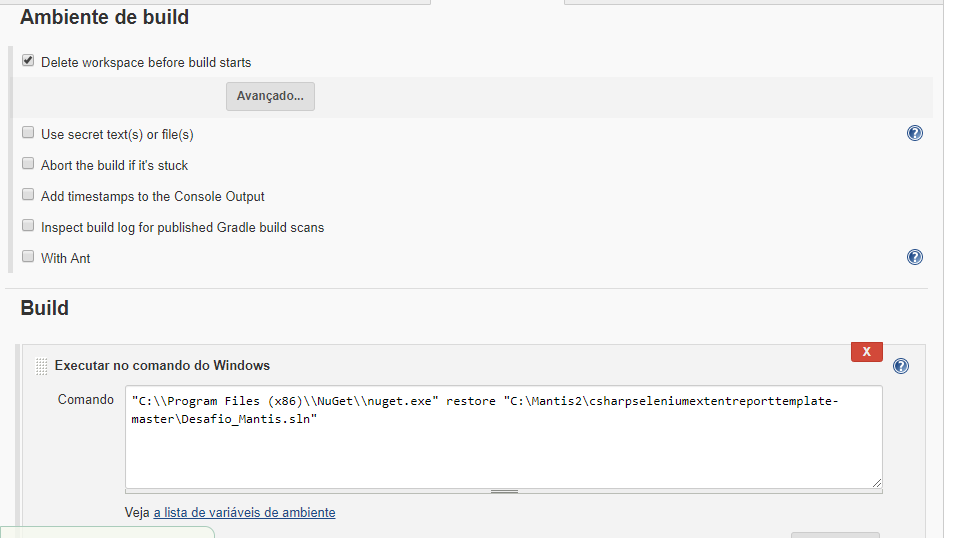 Ambiente de build
Delete workspace before build starts
Avançado...
Use secret text(s) or file(s)
Abort the build if it's stuck
Add timestamps to the Console Output
Inspect build log for published Gradle build scans
With Ant
Build
X
Executar no comando do Windows
Comando
"C:\\Program Files (x86)\\NuGet\\nuget.exe" restore "C:\Mantis2\csharpseleniumextentreporttemplate-
master\Desafio_Mantis.sln"
Veja a lista de variáveis de ambiente